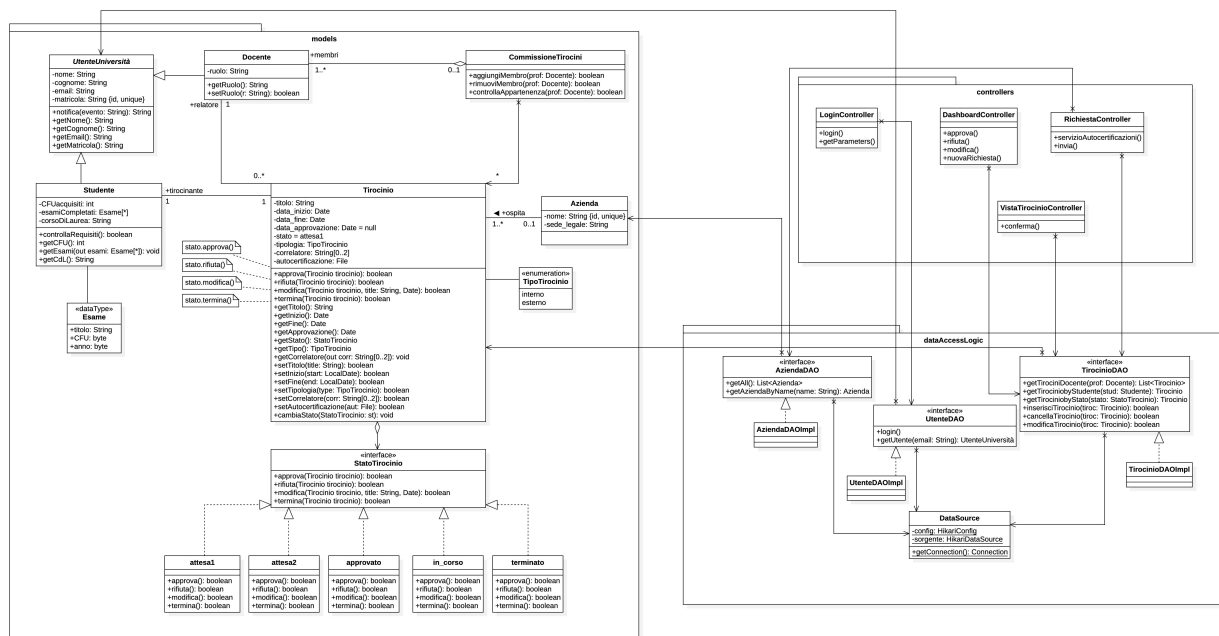 models
UtenteUniversità
-nome: String
-cognome: String
-email: String
-matricola: String {id, unique}
+notifica(evento: String): String
+getNome(): String
+getCognome(): String
+getEmail(): String
+getMatricola(): String
Docente
-ruolo: String
+getRuolo(): String
+setRuolo(r: String): boolean
+membri
1..*
0..1
CommissioneTirocini
+aggiungiMembro(prof: Docente): boolean
+rimuoviMembro(prof: Docente): boolean
+controllaAppartenenza(prof: Docente): boolean
+relatore
1
0..*
*
Studente
-CFUacquisiti: int
-esamiCompletati: Esame[*]
-corsoDiLaurea: String
+controllaRequisiti(): boolean
+getCFU(): int
+getEsami(out esami: Esame[*]): void
+getCdL(): String
+tirocinante
1
1
«dataType»
Esame
+titolo: String
+CFU: byte
+anno: byte
Tirocinio
-titolo: String
-data_inizio: Date
-data_fine: Date
-data_approvazione: Date = null
-stato = attesa1
-tipologia: TipoTirocinio
-correlatore: String[0..2]
-autocertificazione: File
+approva(Tirocinio tirocinio): boolean
+rifiuta(Tirocinio tirocinio): boolean
+modifica(Tirocinio tirocinio, title: String, Date): boolean
+termina(Tirocinio tirocinio): boolean
+getTitolo(): String
+getInizio(): Date
+getFine(): Date
+getApprovazione(): Date
+getStato(): StatoTirocinio
+getTipo(): TipoTirocinio
+getCorrelatore(out corr: String[0..2]): void
+setTitolo(title: String): boolean
+setInizio(start: LocalDate): boolean
+setFine(end: LocalDate): boolean
+setTipologia(type: TipoTirocinio): boolean
+setCorrelatore(corr: String[0..2]): boolean
+setAutocertificazione(aut: File): boolean
+cambiaStato(StatoTirocinio: st): void
stato.approva()
stato.rifiuta()
stato.modifica()
stato.termina()
◀ +ospita
1..*
0..1
Azienda
-nome: String {id, unique}
-sede_legale: String
«enumeration»
TipoTirocinio
interno
esterno
«interface»
StatoTirocinio
+approva(Tirocinio tirocinio): boolean
+rifiuta(Tirocinio tirocinio): boolean
+modifica(Tirocinio tirocinio, title: String, Date): boolean
+termina(Tirocinio tirocinio): boolean
attesa1
+approva(): boolean
+rifiuta(): boolean
+modifica(): boolean
+termina(): boolean
attesa2
+approva(): boolean
+rifiuta(): boolean
+modifica(): boolean
+termina(): boolean
approvato
+approva(): boolean
+rifiuta(): boolean
+modifica(): boolean
+termina(): boolean
in_corso
+approva(): boolean
+rifiuta(): boolean
+modifica(): boolean
+termina(): boolean
terminato
+approva(): boolean
+rifiuta(): boolean
+modifica(): boolean
+termina(): boolean
controllers
LoginController
+login()
+getParameters()
DashboardController
+approva()
+rifiuta()
+modifica()
+nuovaRichiesta()
RichiestaController
+servizioAutocertificazioni()
+invia()
VistaTirocinioController
+conferma()
dataAccessLogic
«interface»
AziendaDAO
+getAll(): List<Azienda>
+getAziendaByName(name: String): Azienda
AziendaDAOImpl
«interface»
UtenteDAO
+login()
+getUtente(email: String): UtenteUniversità
UtenteDAOImpl
«interface»
TirocinioDAO
+getTirociniDocente(prof: Docente): List<Tirocinio>
+getTirociniobyStudente(stud: Studente): Tirocinio
+getTirociniobyStato(stato: StatoTirocinio): Tirocinio
+inserisciTirocinio(tiroc: Tirocinio): boolean
+cancellaTirocinio(tiroc: Tirocinio): boolean
+modificaTirocinio(tiroc: Tirocinio): boolean
TirocinioDAOImpl
DataSource
-config: HikariConfig
-sorgente: HikariDataSource
+getConnection(): Connection